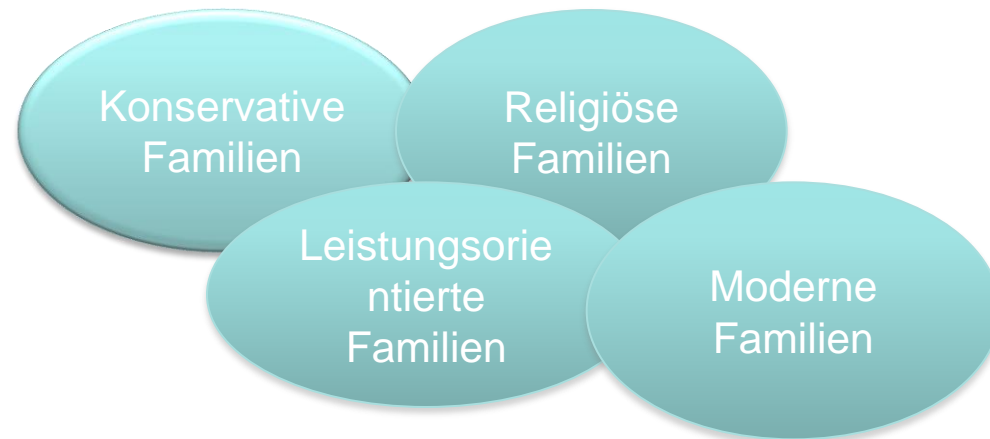 Konservative
Familien
Religiöse
Familien
Leistungsorie
ntierte
Familien
Moderne
Familien